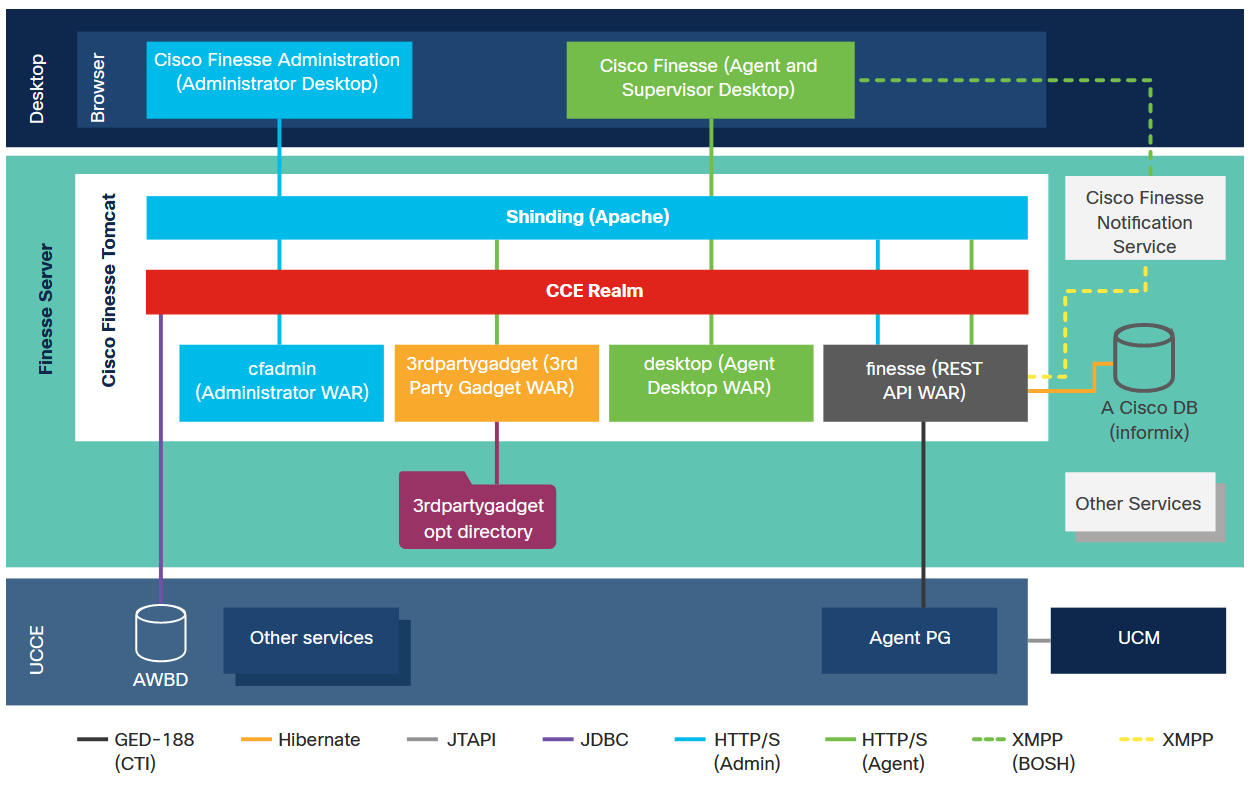 Desktop
Browser
Cisco Finesse Administration
(Administrator Desktop)
Cisco Finesse (Agent and
Supervisor Desktop)
Finesse Server
Cisco Finesse Tomcat
Shinding (Apache)
CCE Realm
cfadmin
(Administrator WAR)
3rdpartygadget (3rd
Party Gadget WAR)
desktop (Agent
Desktop WAR)
finesse (REST
API WAR)
Cisco Finesse
Notification
Service
A Cisco DB
(informix)
3rdpartygadget
opt directory
Other Services
UCCE
AWBD
Other services
Agent PG
UCM
GED-188
(CTI)
Hibernate
JTAPI
JDBC
HTTP/S
(Admin)
HTTP/S
(Agent)
XMPP
(BOSH)
XMPP